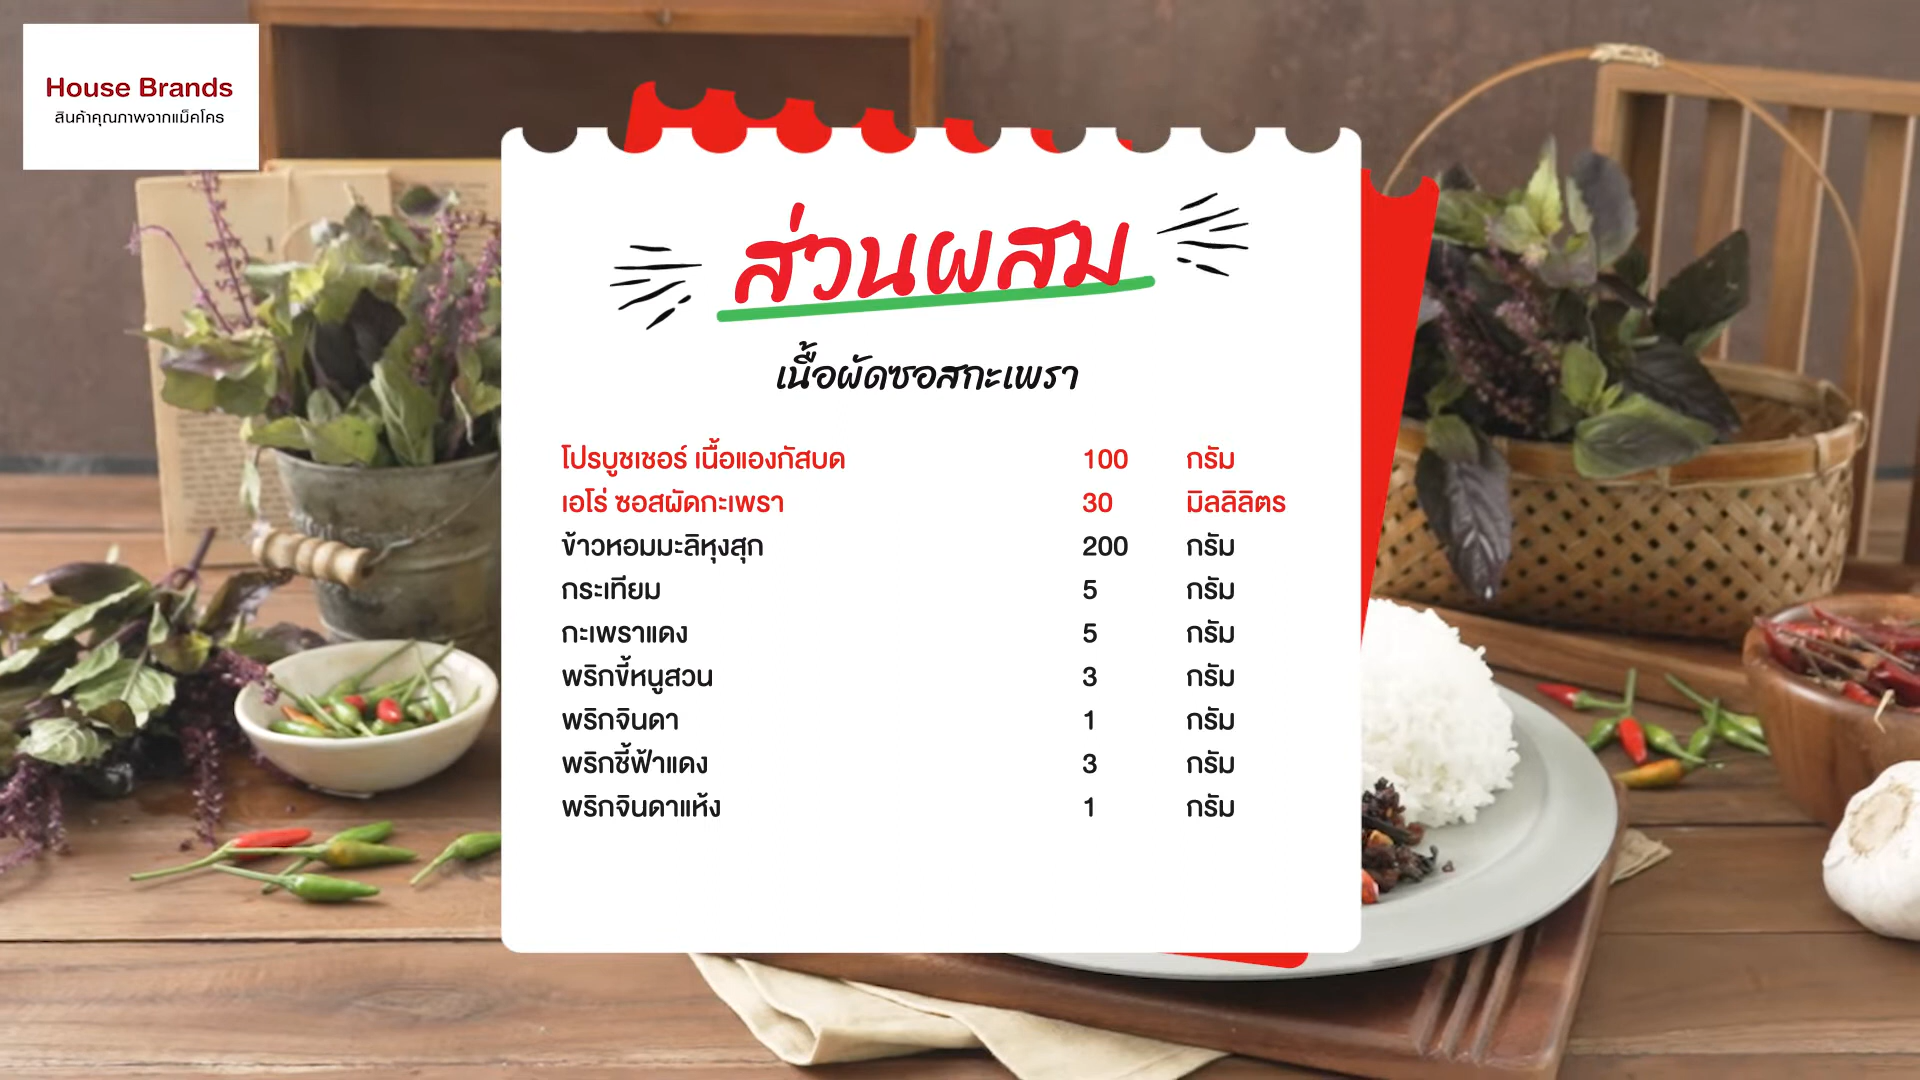 House Brands
สินค้าคุณภาพจากแม็คโคร
ส่วนผสม
เนื้อผัดซอสกะเพรา
โปรบูชเชอร์ เนื้อแองกัสบด 100 กรัม
เอโร่ ซอสผัดกะเพรา 30 มิลลิลิตร
ข้าวหอมมะลิหุงสุก 200 กรัม
กระเทียม 5 กรัม
กะเพราแดง 5 กรัม
พริกขี้หนูสวน 3 กรัม
พริกจินดา 1 กรัม
พริกชี้ฟ้าแดง 3 กรัม
พริกจินดาแห้ง 1 กรัม